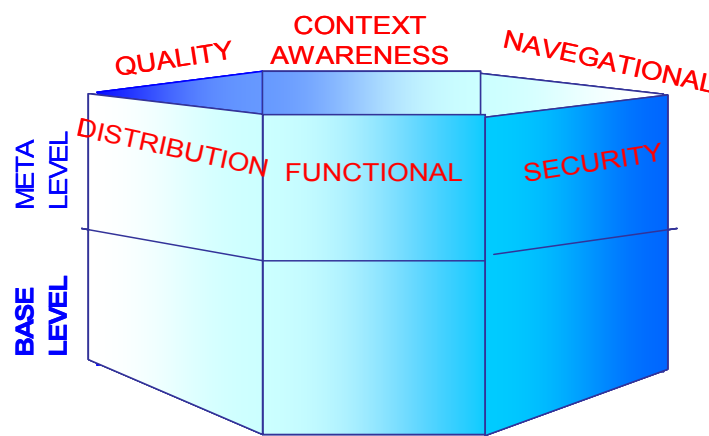 QUALITY
CONTEXT
AWARENESS
NAVEGATIONAL
DISTRIBUTION
FUNCTIONAL
SECURITY
META
LEVEL
BASE
LEVEL